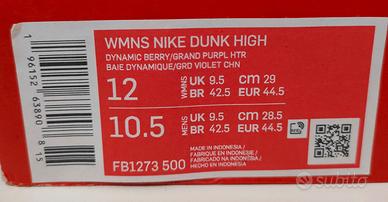 WMNS NIKE DUNK HIGH
DYNAMIC BERRY/GRAND PURPL HTR
BAIE DYNAMIQUE/GRD VIOLET CHN
12 WMNS UK 9.5 cm 29
BR 42.5 EUR 44.5
10.5 MENS UK 9.5 cm 28.5
BR 42.5 EUR 44.5
FB1273 500
MADE IN INDONESIA /
FABRIQUE EN INDONESIE /
FABRICADO NA INDONÉSIA /
HECHO EN INDONESIA
1 96152 63890 8 15
subito